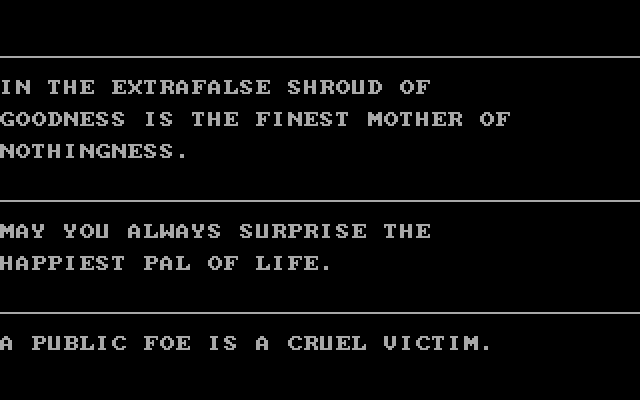 IN THE EXTRAFALSE SHROUD OF
GOODNESS IS THE FINEST MOTHER OF
NOTHINGNESS.
MAY YOU ALWAYS SURPRISE THE
HAPPIEST PAL OF LIFE.
A PUBLIC FOE IS A CRUEL VICTIM.